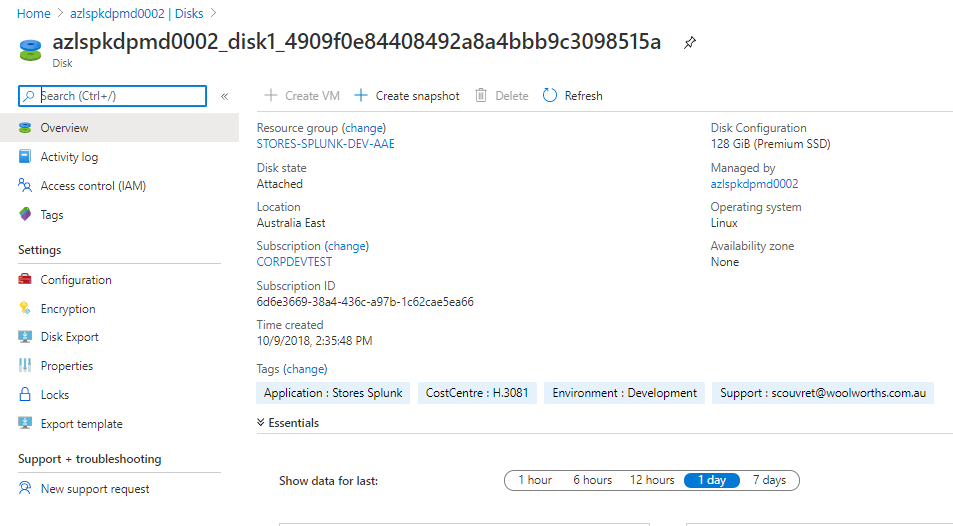 Home > azlspkdpmd0002 | Disks >
azlspkdpmd0002_disk1_4909f0e84408492a8a4bbb9c3098515a
Disk
Search (Ctrl+/)
«
Overview
Activity log
Access control (IAM)
Tags
Settings
Configuration
Encryption
Disk Export
Properties
Locks
Export template
Support + troubleshooting
New support request
Create VM Create snapshot Delete Refresh
Resource group (change)
STORES-SPLUNK-DEV-AAE
Disk state
Attached
Location
Australia East
Subscription (change)
CORPDEVTEST
Subscription ID
6d6e3669-38a4-436c-a97b-1c62cae5ea66
Time created
10/9/2018, 2:35:48 PM
Disk Configuration
128 GiB (Premium SSD)
Managed by
azlspkdpmd0002
Operating system
Linux
Availability zone
None
Tags (change)
Application : Stores Splunk CostCentre : H.3081 Environment : Development Support : scouvret@woolworths.com.au
Essentials
Show data for last: 1 hour 6 hours 12 hours 1 day 7 days